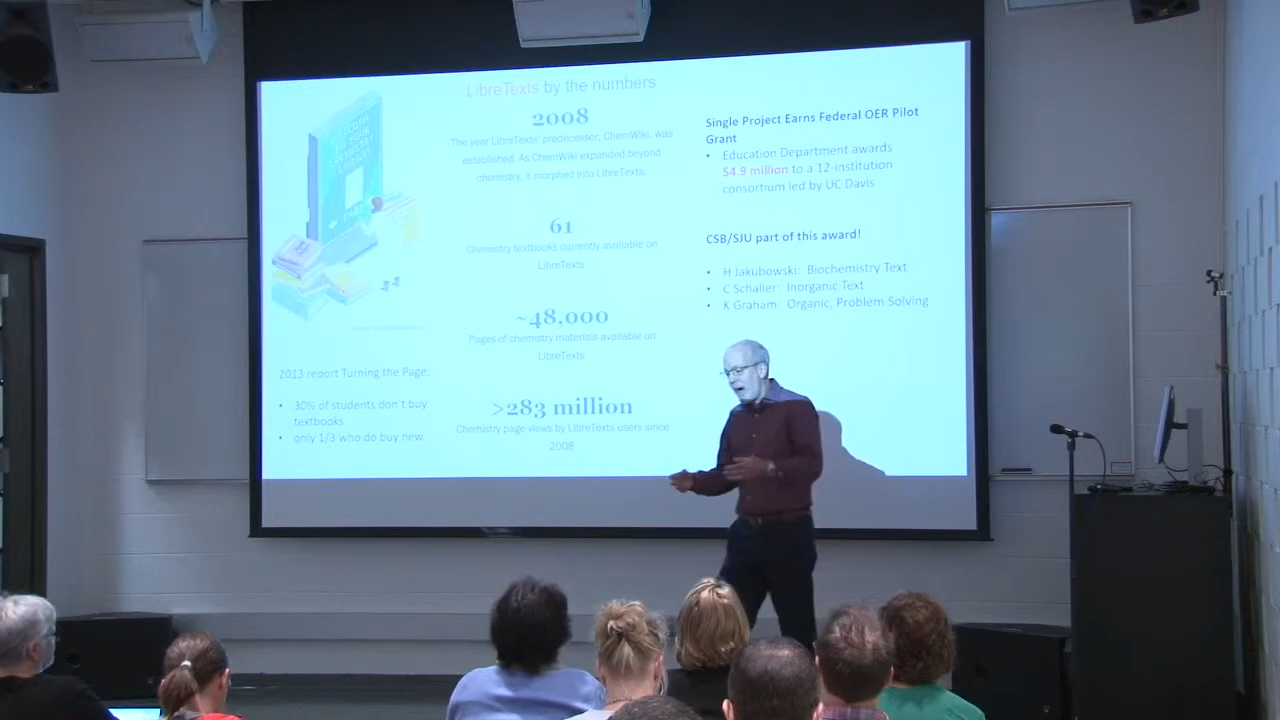 LibreTexts by the numbers
2008
The year LibreTexts' predecessor, ChemWiki, was
established. As ChemWiki expanded beyond
chemistry, it morphed into LibreTexts.
61
Chemistry textbooks currently available on
LibreTexts
~48,000
Pages of chemistry materials available on
LibreTexts
>283 million
Chemistry page views by LibreTexts users since
2008
2013 report Turning the Page:
• 30% of students don't buy
textbooks
• only 1/3 who do buy new.
Single Project Earns Federal OER Pilot
Grant
• Education Department awards
$4.9 million to a 12-institution
consortium led by UC Davis
CSB/SJU part of this award!
• H Jakubowski: Biochemistry Text
• C Schaller: Inorganic Text
• K Graham: Organic, Problem Solving